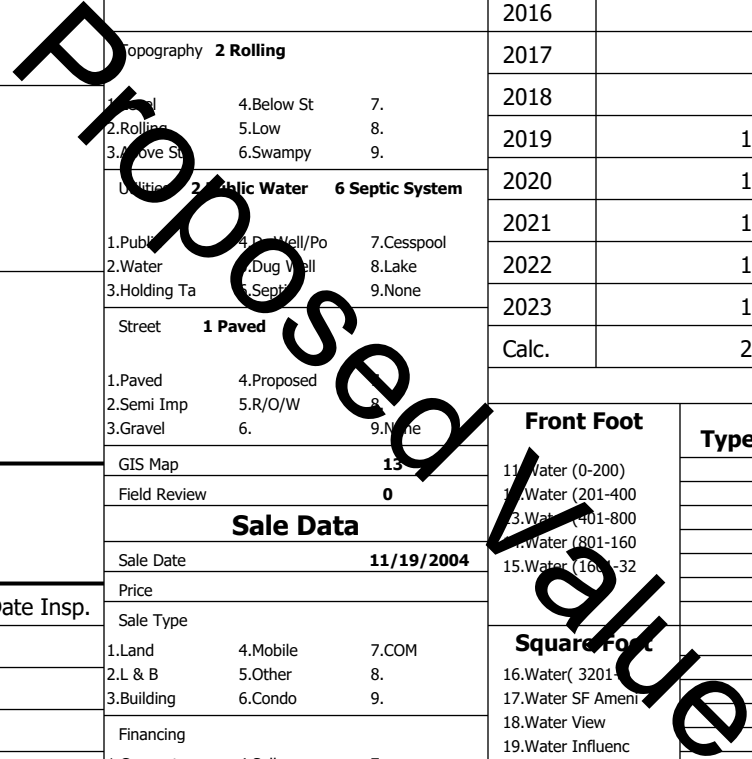 Proposed Value
Topography 2 Rolling
1.Level 4.Below St 7.
2.Rolling 5.Low 8.
3.Above St 6.Swampy 9.
Utilities 2 Public Water 6 Septic System
1.Public 4.Dr Well/Po 7.Cesspool
2.Water 5.Dug Well 8.Lake
3.Holding Ta 6.Septic 9.None
Street 1 Paved
1.Paved 4.Proposed 7.
2.Semi Imp 5.R/O/W 8.
3.Gravel 6. 9.None
GIS Map 13
Field Review 0
Sale Data
Sale Date 11/19/2004
Price
Sale Type
1.Land 4.Mobile 7.COM
2.L & B 5.Other 8.
3.Building 6.Condo 9.
Financing
Date Insp.
2016
2017
2018
2019 1
2020 1
2021 1
2022 1
2023 1
Calc. 2
Front Foot
Type
11.Water (0-200)
12.Water (201-400
13.Water (401-800
14.Water (801-160
15.Water (1601-32
Square Foot
16.Water( 3201-
17.Water SF Ameni
18.Water View
19.Water Influenc